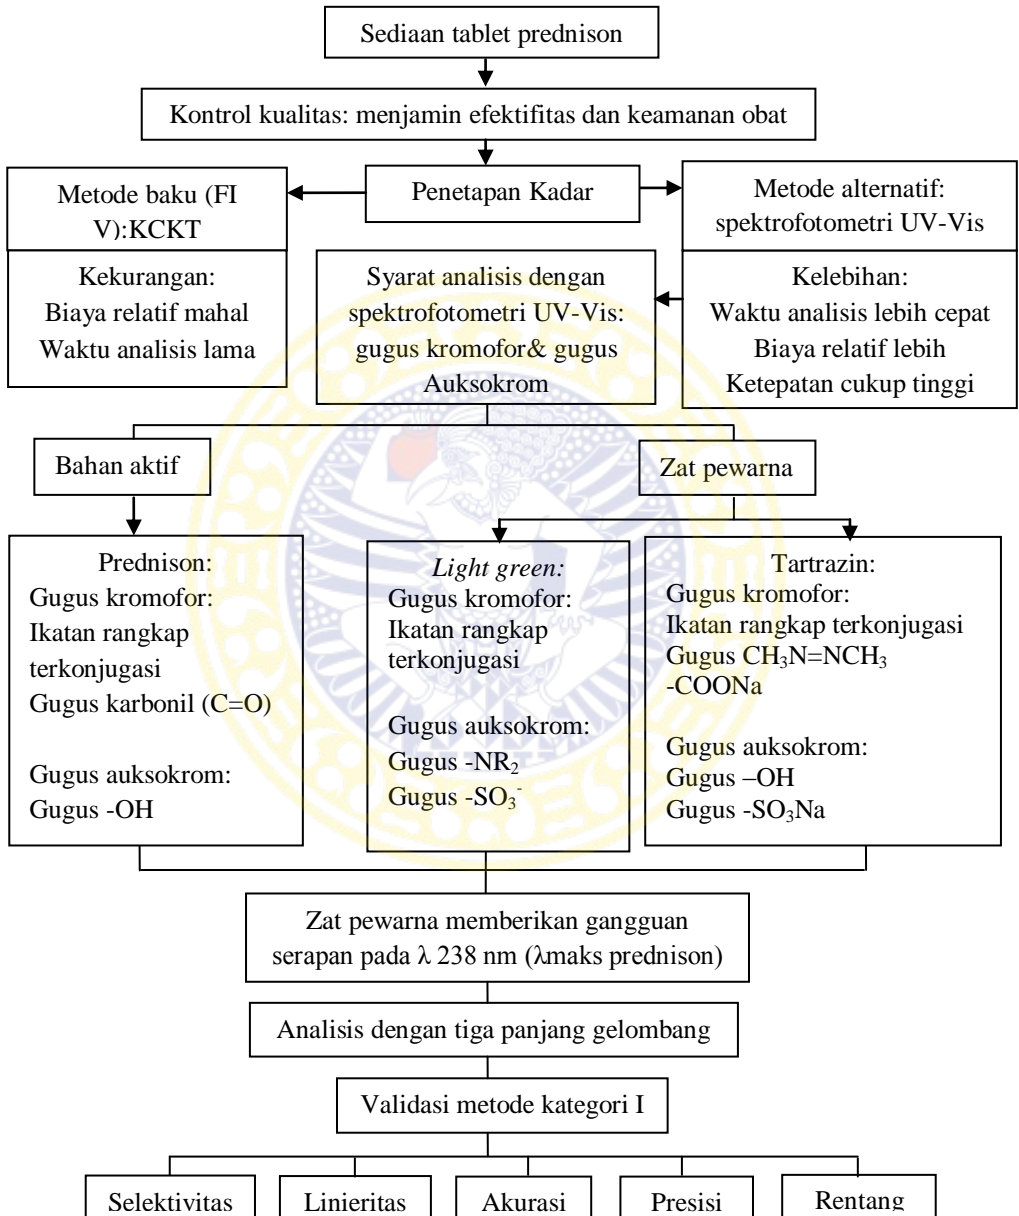 Sediaan tablet prednison
Kontrol kualitas: menjamin efektifitas dan keamanan obat
Metode baku (FI
V):KCKT
Penetapan Kadar
Metode alternatif:
spektrofotometri UV-Vis
Kekurangan:
Biaya relatif mahal
Waktu analisis lama
Syarat analisis dengan
spektrofotometri UV-Vis:
gugus kromofor& gugus
Auksokrom
Kelebihan:
Waktu analisis lebih cepat
Biaya relatif lebih
Ketepatan cukup tinggi
Bahan aktif
Zat pewarna
Prednison:
Gugus kromofor:
Ikatan rangkap
terkonjugasi
Gugus karbonil (C=O)
Gugus auksokrom:
Gugus -OH
Light green:
Gugus kromofor:
Ikatan rangkap
terkonjugasi
Gugus auksokrom:
Gugus -NR₂
Gugus -SO₃⁻
Tartrazin:
Gugus kromofor:
Ikatan rangkap terkonjugasi
Gugus CH₃N=NCH₃
-COONa
Gugus auksokrom:
Gugus –OH
Gugus -SO₃Na
Zat pewarna memberikan gangguan
serapan pada λ 238 nm (λmaks prednison)
Analisis dengan tiga panjang gelombang
Validasi metode kategori I
Selektivitas
Linieritas
Akurasi
Presisi
Rentang